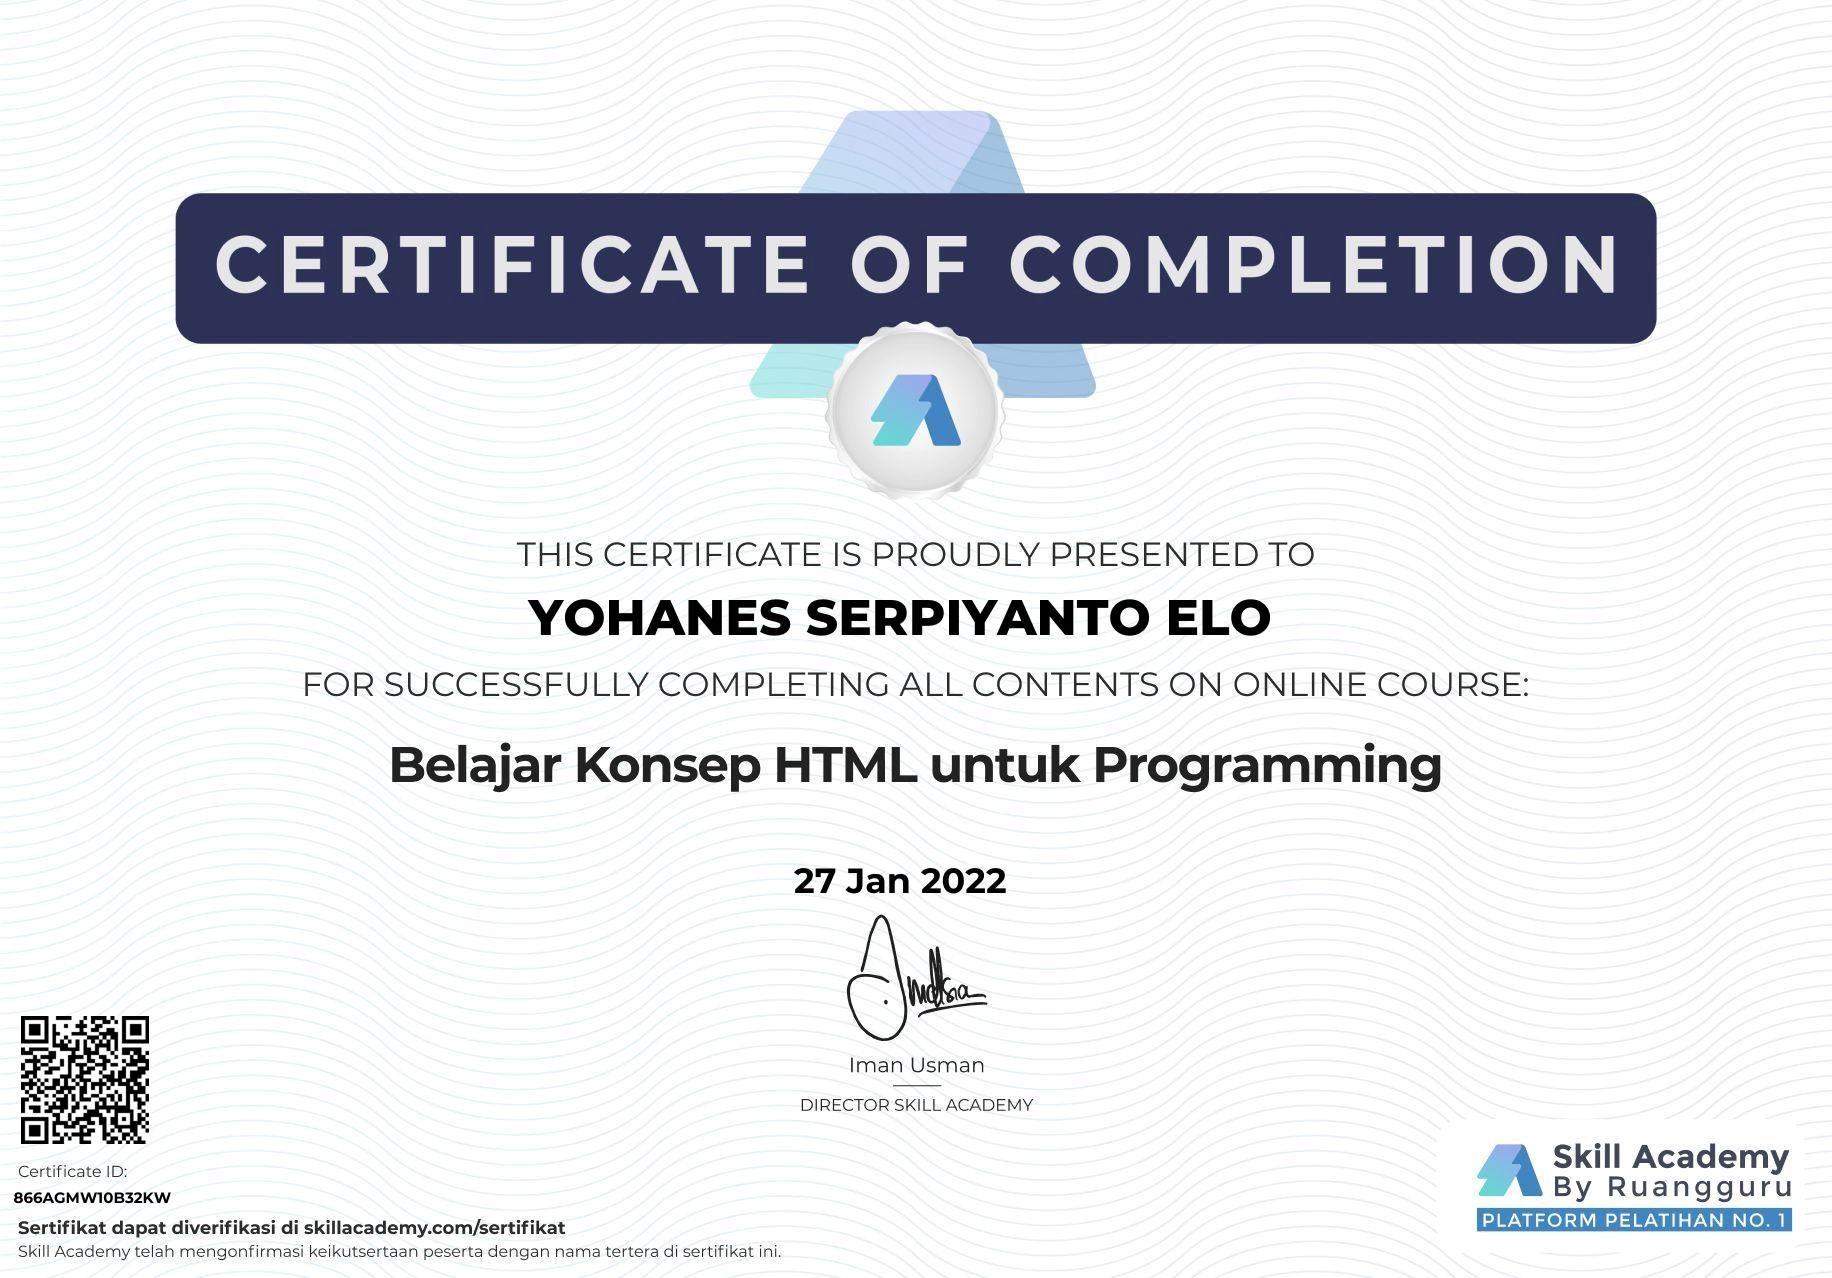 CERTIFICATE OF COMPLETION
THIS CERTIFICATE IS PROUDLY PRESENTED TO
YOHANES SERPIYANTO ELO
FOR SUCCESSFULLY COMPLETING ALL CONTENTS ON ONLINE COURSE:
Belajar Konsep HTML untuk Programming
27 Jan 2022
Iman Usman
DIRECTOR SKILL ACADEMY
Certificate ID:
866AGMW10B32KW
Sertifikat dapat diverifikasi di skillacademy.com/sertifikat
Skill Academy telah mengonfirmasi keikutsertaan peserta dengan nama tertera di sertifikat ini.
Skill Academy
By Ruangguru
PLATFORM PELATIHAN NO. 1